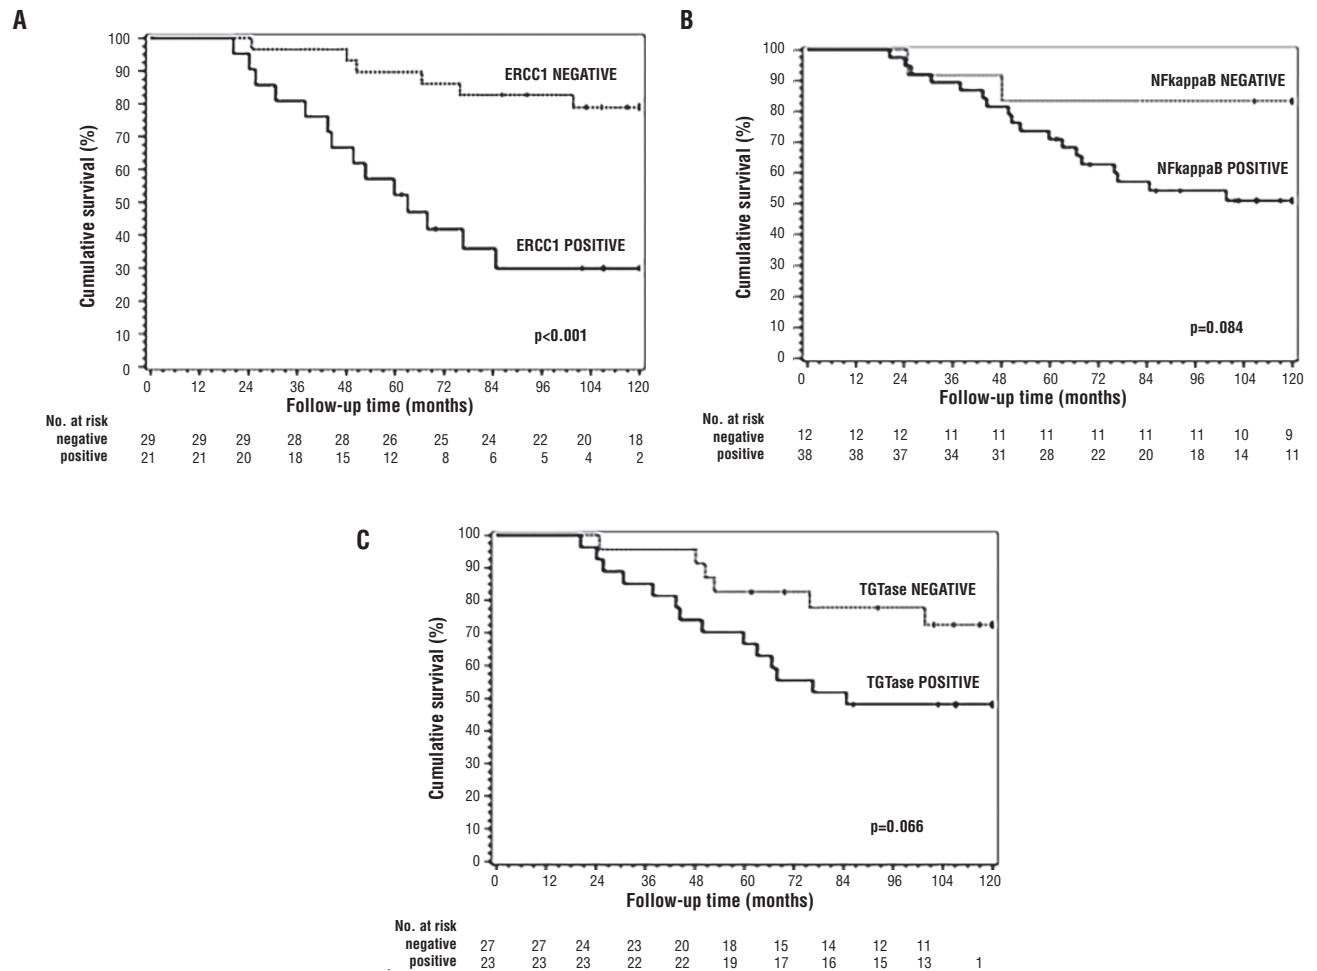 A
100
90
80
70
60
50
40
30
20
10
0
Cumulative survival (%)
ERCC1 NEGATIVE
ERCC1 POSITIVE
p<0.001
0 12 24 36 48 60 72 84 96 104 120
Follow-up time (months)
No. at risk
negative 29 29 29 28 28 26 25 24 22 20 18
positive 21 21 20 18 15 12 8 6 5 4 2
B
100
90
80
70
60
50
40
30
20
10
0
Cumulative survival (%)
NFkappaB NEGATIVE
NFkappaB POSITIVE
p=0.084
0 12 24 36 48 60 72 84 96 104 120
Follow-up time (months)
No. at risk
negative 12 12 12 11 11 11 11 11 11 10 9
positive 38 38 37 34 31 28 22 20 18 14 11
C
100
90
80
70
60
50
40
30
20
10
0
Cumulative survival (%)
TGTase NEGATIVE
TGTase POSITIVE
p=0.066
0 12 24 36 48 60 72 84 96 104 120
Follow-up time (months)
No. at risk
negative 27 27 24 23 20 18 15 14 12 11
positive 23 23 23 22 22 19 17 16 15 13 1